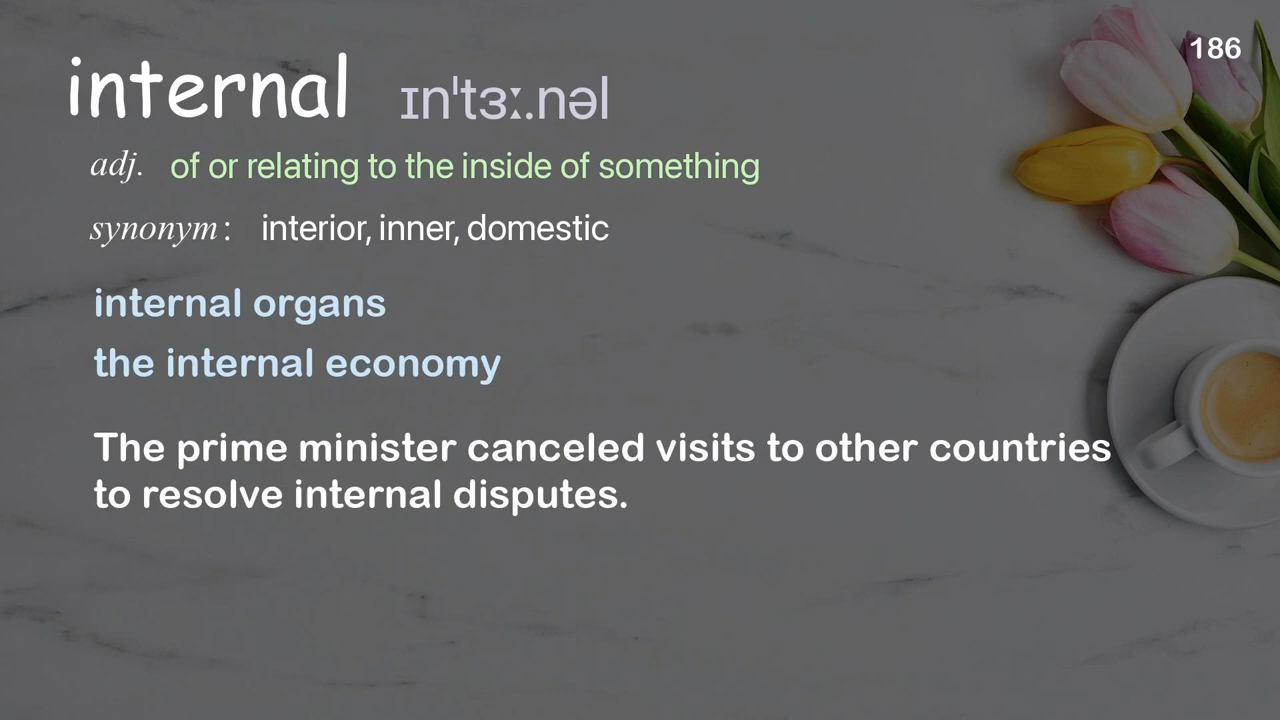 186
internal ɪnˈtɜː.nəl
adj. of or relating to the inside of something
synonym: interior, inner, domestic
internal organs
the internal economy
The prime minister canceled visits to other countries
to resolve internal disputes.